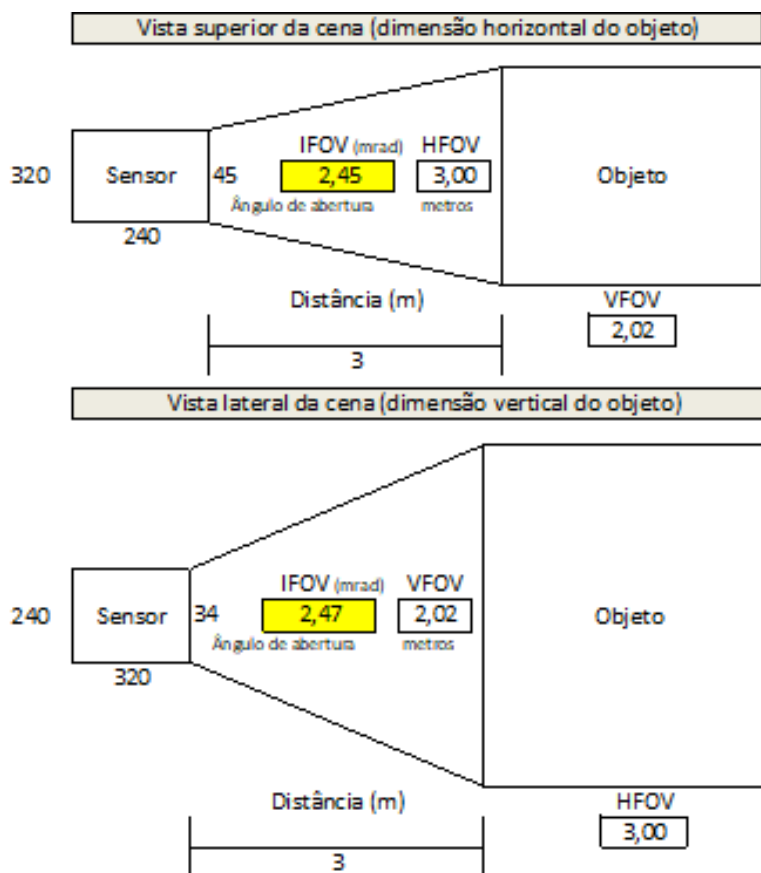 Vista superior da cena (dimensão horizontal do objeto)
IFOV (mrad) HFOV
320 Sensor 45 2,45 3,00 Objeto
Ângulo de abertura metros
240
Distância (m) VFOV
2,02
3
Vista lateral da cena (dimensão vertical do objeto)
IFOV (mrad) VFOV
240 Sensor 34 2,47 2,02 Objeto
Ângulo de abertura metros
320
Distância (m) HFOV
3,00
3